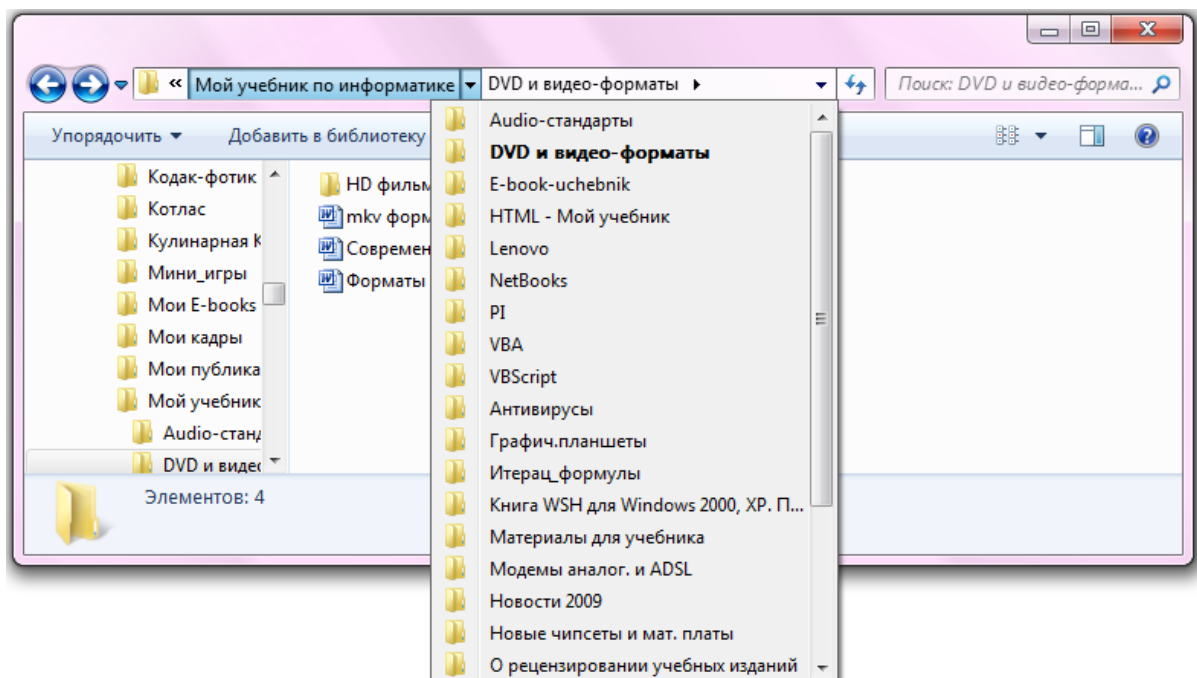 « Мой учебник по информатике DVD и видео-форматы
Поиск: DVD и видео-форма...
Упорядочить
Добавить в библиотеку
Кодак-фотик
Котлас
Кулинарная К
Мини_игры
Мои E-books
Мои кадры
Мои публика
Мой учебник
Audio-станд
DVD и видео
HD фильм
mkv форм
Современ
Форматы
Audio-стандарты
DVD и видео-форматы
E-book-uchebnik
HTML - Мой учебник
Lenovo
NetBooks
PI
VBA
VBScript
Антивирусы
Графич.планшеты
Итерац_формулы
Книга WSH для Windows 2000, XP. П...
Материалы для учебника
Модемы аналог. и ADSL
Новости 2009
Новые чипсеты и мат. платы
О рецензировании учебных изданий
Элементов: 4